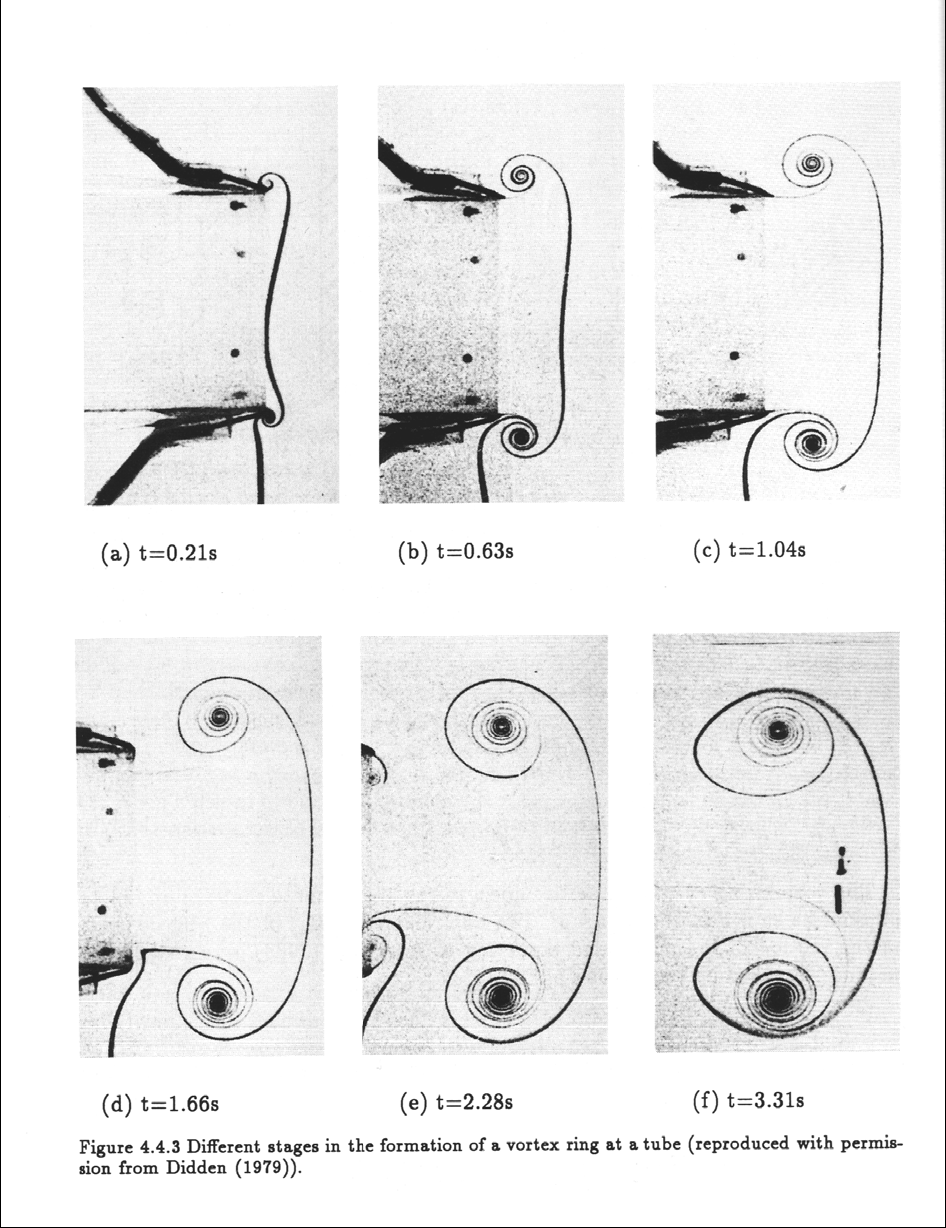 (a) t=0.21s
(b) t=0.63s
(c) t=1.04s
(d) t=1.66s
(e) t=2.28s
(f) t=3.31s
Figure 4.4.3 Different stages in the formation of a vortex ring at a tube (reproduced with permis-
sion from Didden (1979)).